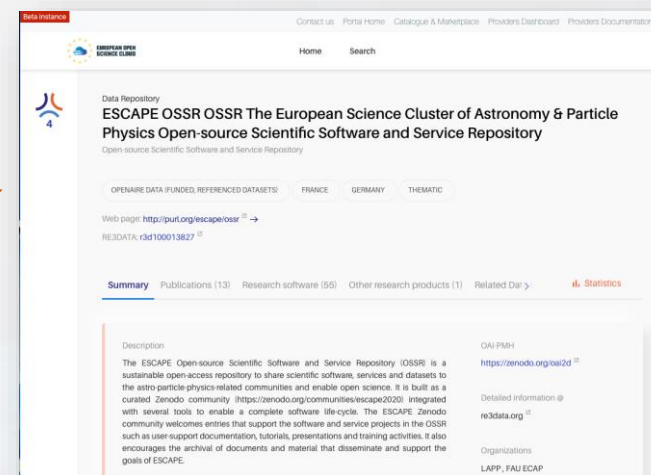 Beta Instance
Contact us Portal Home Catalogue & Marketplace Providers Dashboard Providers Documentation
EUROPEAN OPEN
SCIENCE CLOUD
Home Search
4
Data Repository
ESCAPE OSSR OSSR The European Science Cluster of Astronomy & Particle
Physics Open-source Scientific Software and Service Repository
Open-source Scientific Software and Service Repository
OPENAIRE DATA (FUNDED, REFERENCED DATASETS) FRANCE GERMANY THEMATIC
Web page: http://purl.org/escape/ossr →
RE3DATA: r3d100013827
Summary Publications (13) Research software (55) Other research products (1) Related Dat > Statistics
Description
The ESCAPE Open-source Scientific Software and Service Repository (OSSR) is a
sustainable open-access repository to share scientific software, services and datasets to
the astro-particle-physics-related communities and enable open science. It is built as a
curated Zenodo community (https://zenodo.org/communities/escape2020) integrated
with several tools to enable a complete software life-cycle. The ESCAPE Zenodo
community welcomes entries that support the software and service projects in the OSSR
such as user-support documentation, tutorials, presentations and training activities. It also
encourages the archival of documents and material that disseminate and support the
goals of ESCAPE.
OAI-PMH
https://zenodo.org/oai2d
Detailed information @
re3data.org
Organizations
LAPP, FAU ECAP